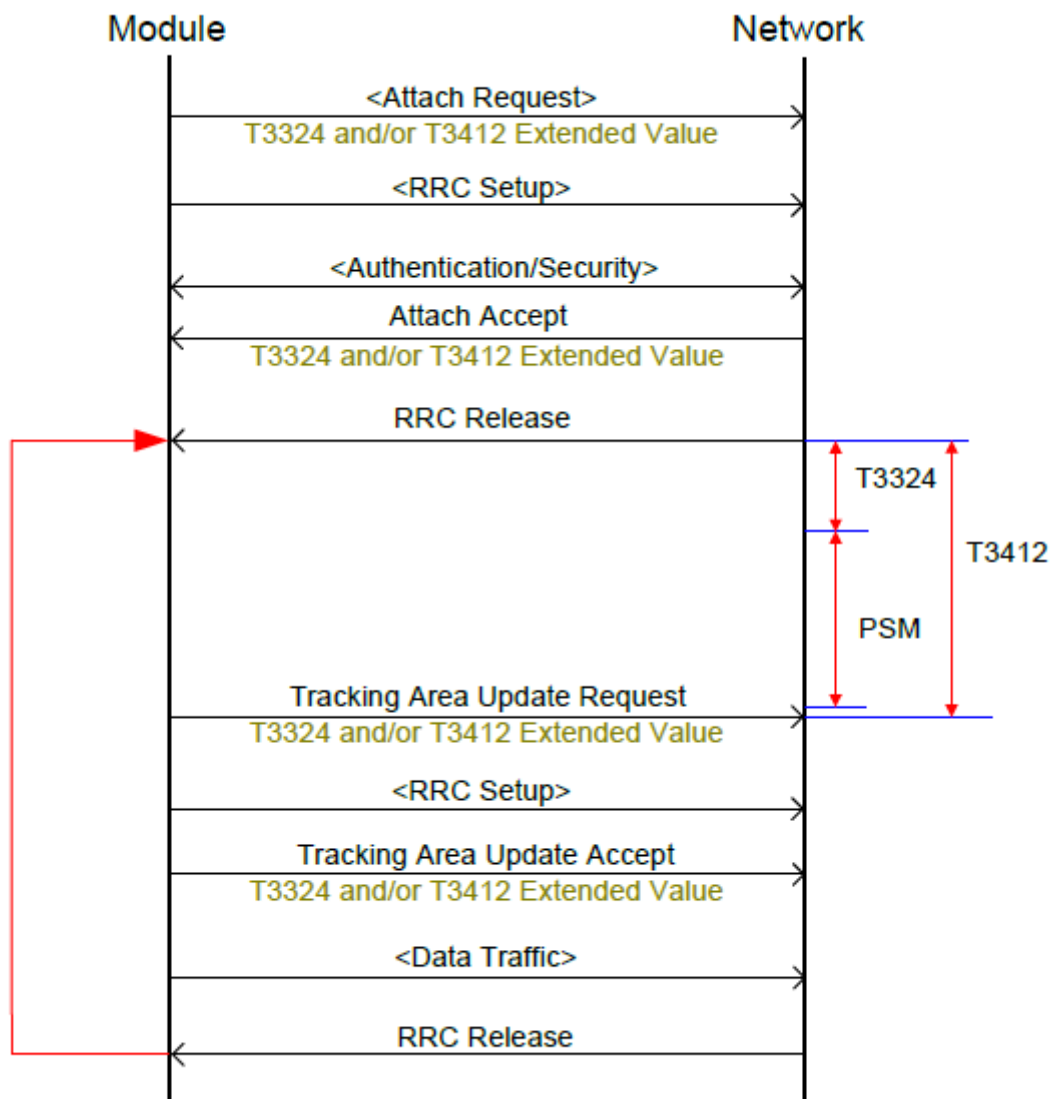 Module
Network
<Attach Request>
T3324 and/or T3412 Extended Value
<RRC Setup>
<Authentication/Security>
Attach Accept
T3324 and/or T3412 Extended Value
RRC Release
T3324
T3412
PSM
Tracking Area Update Request
T3324 and/or T3412 Extended Value
<RRC Setup>
Tracking Area Update Accept
T3324 and/or T3412 Extended Value
<Data Traffic>
RRC Release